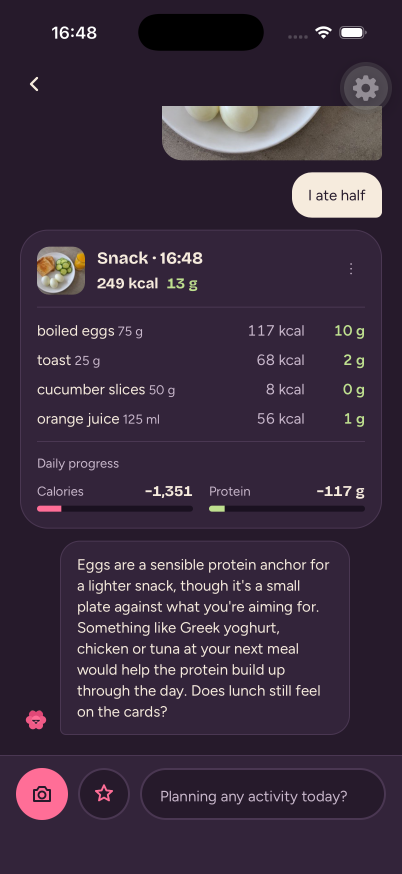 16:48
I ate half
Snack · 16:48
249 kcal 13 g
boiled eggs 75 g 117 kcal 10 g
toast 25 g 68 kcal 2 g
cucumber slices 50 g 8 kcal 0 g
orange juice 125 ml 56 kcal 1 g
Daily progress
Calories −1,351 Protein −117 g
Eggs are a sensible protein anchor for
a lighter snack, though it's a small
plate against what you're aiming for.
Something like Greek yoghurt,
chicken or tuna at your next meal
would help the protein build up
through the day. Does lunch still feel
on the cards?
Planning any activity today?